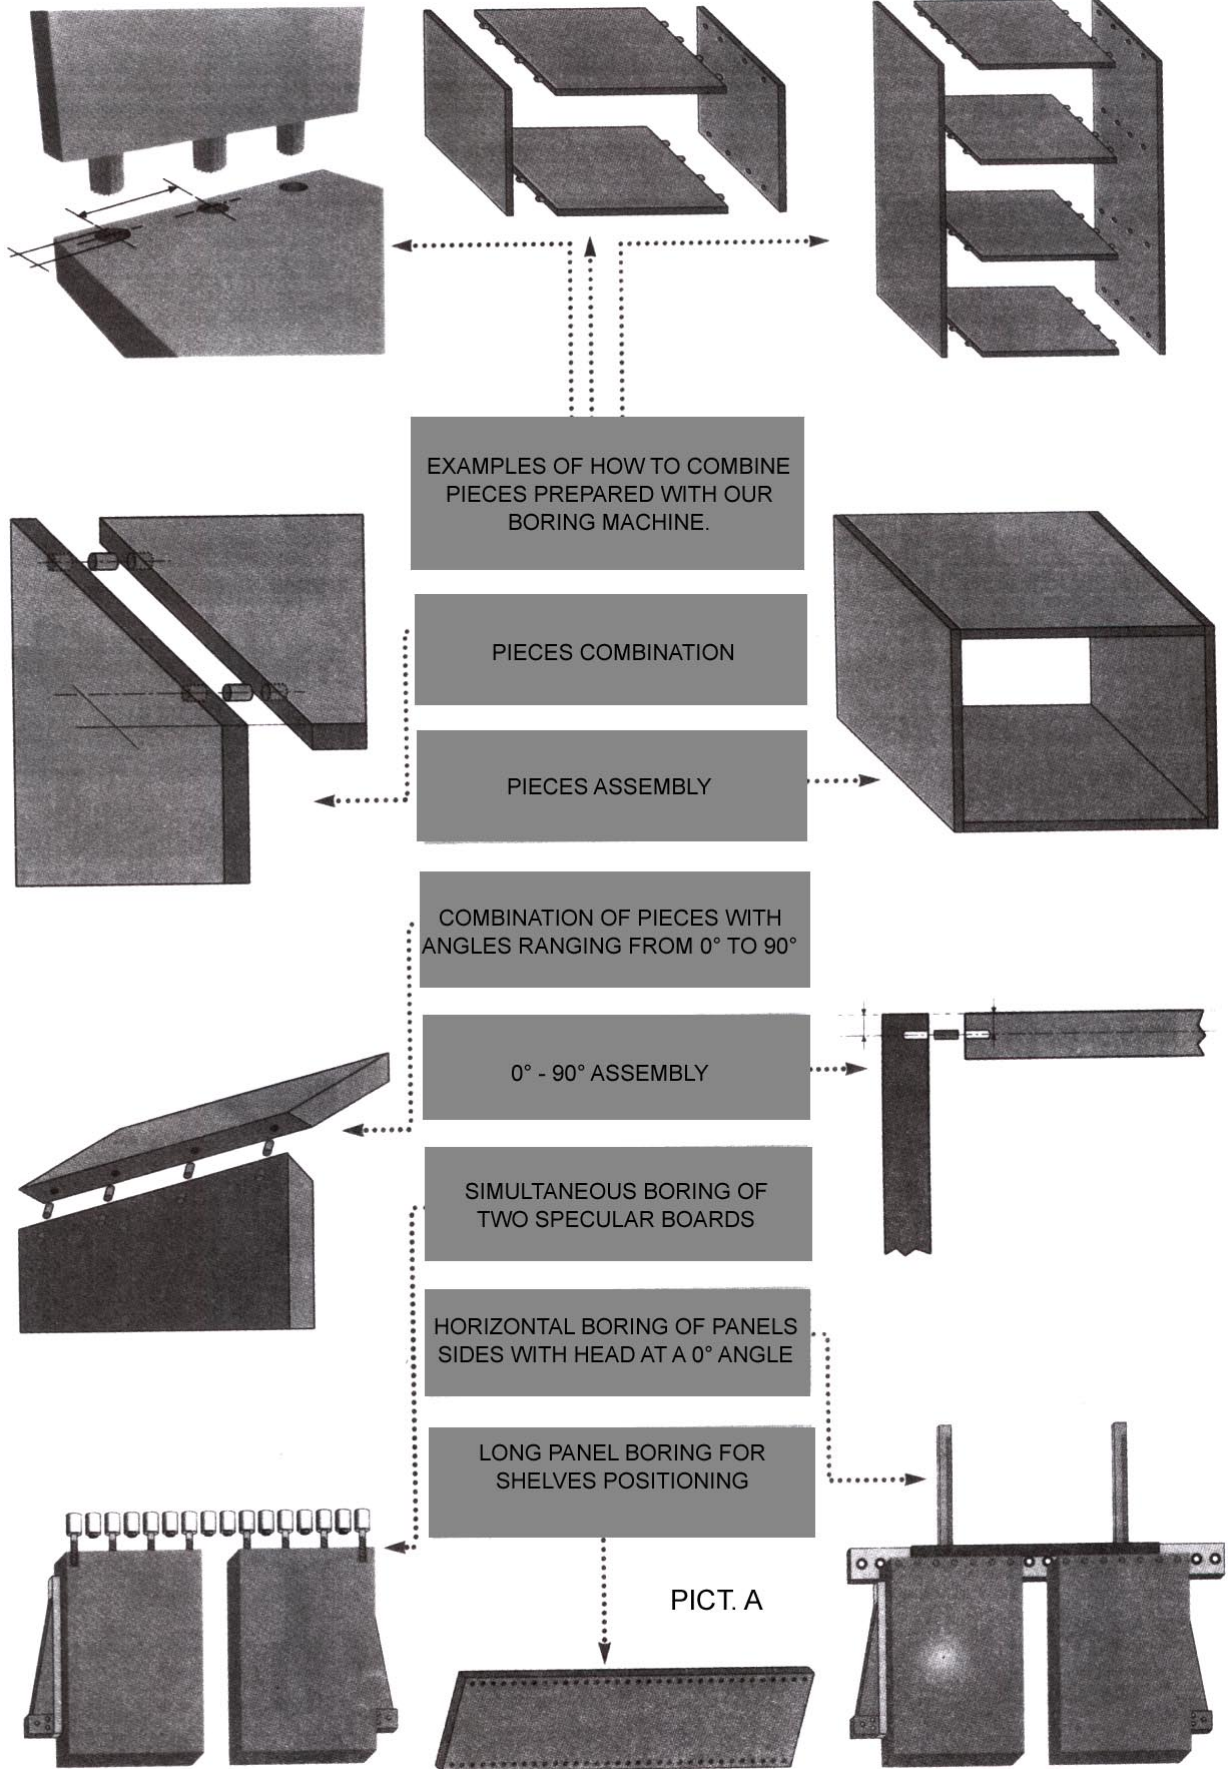 EXAMPLES OF HOW TO COMBINE
PIECES PREPARED WITH OUR
BORING MACHINE.
PIECES COMBINATION
PIECES ASSEMBLY
COMBINATION OF PIECES WITH
ANGLES RANGING FROM 0° TO 90°
0° - 90° ASSEMBLY
SIMULTANEOUS BORING OF
TWO SPECULAR BOARDS
HORIZONTAL BORING OF PANELS
SIDES WITH HEAD AT A 0° ANGLE
LONG PANEL BORING FOR
SHELVES POSITIONING
PICT. A